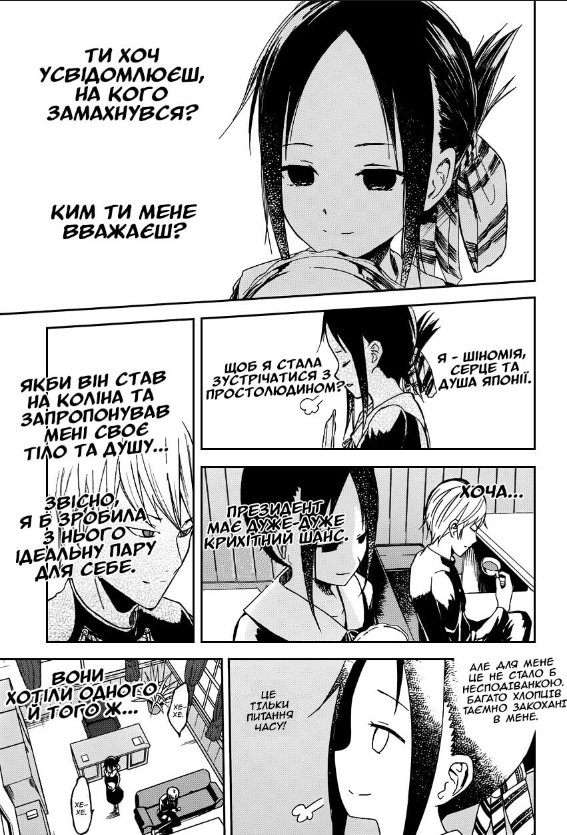 ТИ ХОЧ
УСВІДОМЛЮЄШ,
НА КОГО
ЗАМАХНУВСЯ?
КИМ ТИ МЕНЕ
ВВАЖАЄШ?
Я - ШІНОМІЯ,
СЕРЦЕ ТА
ДУША ЯПОНІЇ.
ЩОБ Я СТАЛА
ЗУСТРІЧАТИСЯ З
ПРОСТОЛЮДИНОМ?
ХОЧА...
ПРЕЗИДЕНТ
МАЄ ДУЖЕ-ДУЖЕ
КРИХІТНИЙ ШАНС.
ЯКБИ ВІН СТАВ
НА КОЛІНА ТА
ЗАПРОПОНУВАВ
МЕНІ СВОЄ
ТІЛО ТА ДУШУ...
ЗВІСНО,
Я Б ЗРОБИЛА
З НЬОГО
ІДЕАЛЬНУ ПАРУ
ДЛЯ СЕБЕ.
АЛЕ ДЛЯ МЕНЕ
ЦЕ НЕ СТАЛО Б
НЕСПОДІВАНКОЮ.
БАГАТО ХЛОПЦІВ
ТАЄМНО ЗАКОХАНІ
В МЕНЕ.
ЦЕ
ТІЛЬКИ
ПИТАННЯ
ЧАСУ!
ВОНИ
ХОТІЛИ ОДНОГО
Й ТОГО Ж...
ХЕ-
ХЕ.
ХЕ-
ХЕ.